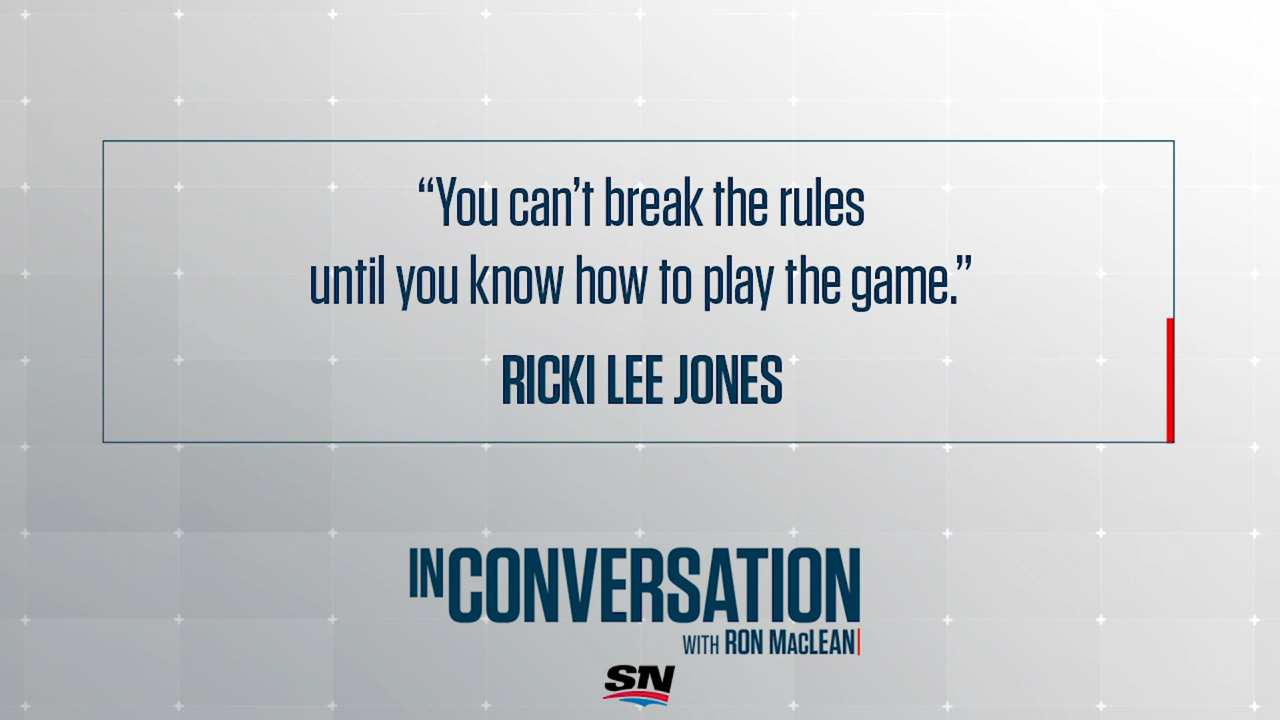 “You can’t break the rules
until you know how to play the game.”
RICKI LEE JONES
IN CONVERSATION
WITH RON MACLEAN
SN